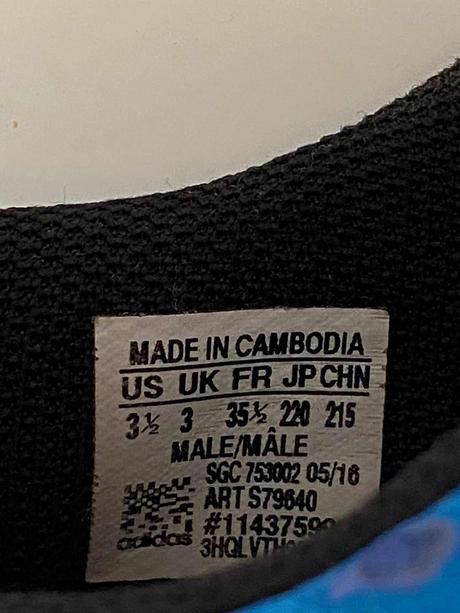 MADE IN CAMBODIA
US UK FR JP CHN
3½ 3 35½ 220 215
MALE/MÂLE
SGC 753002 05/16
ART S79640
adidas